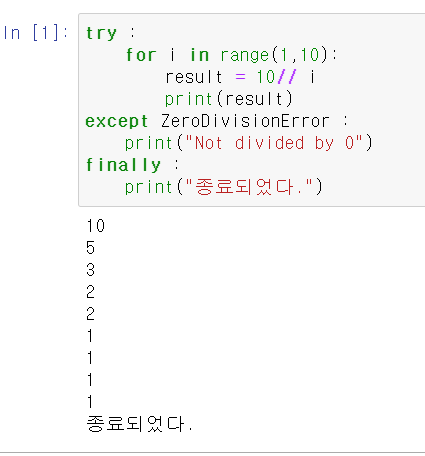 In [1]:
try :
    for i in range(1,10):
        result = 10// i
        print(result)
except ZeroDivisionError :
    print("Not divided by 0")
finally :
    print("종료되었다.")
10
5
3
2
2
1
1
1
1
종료되었다.